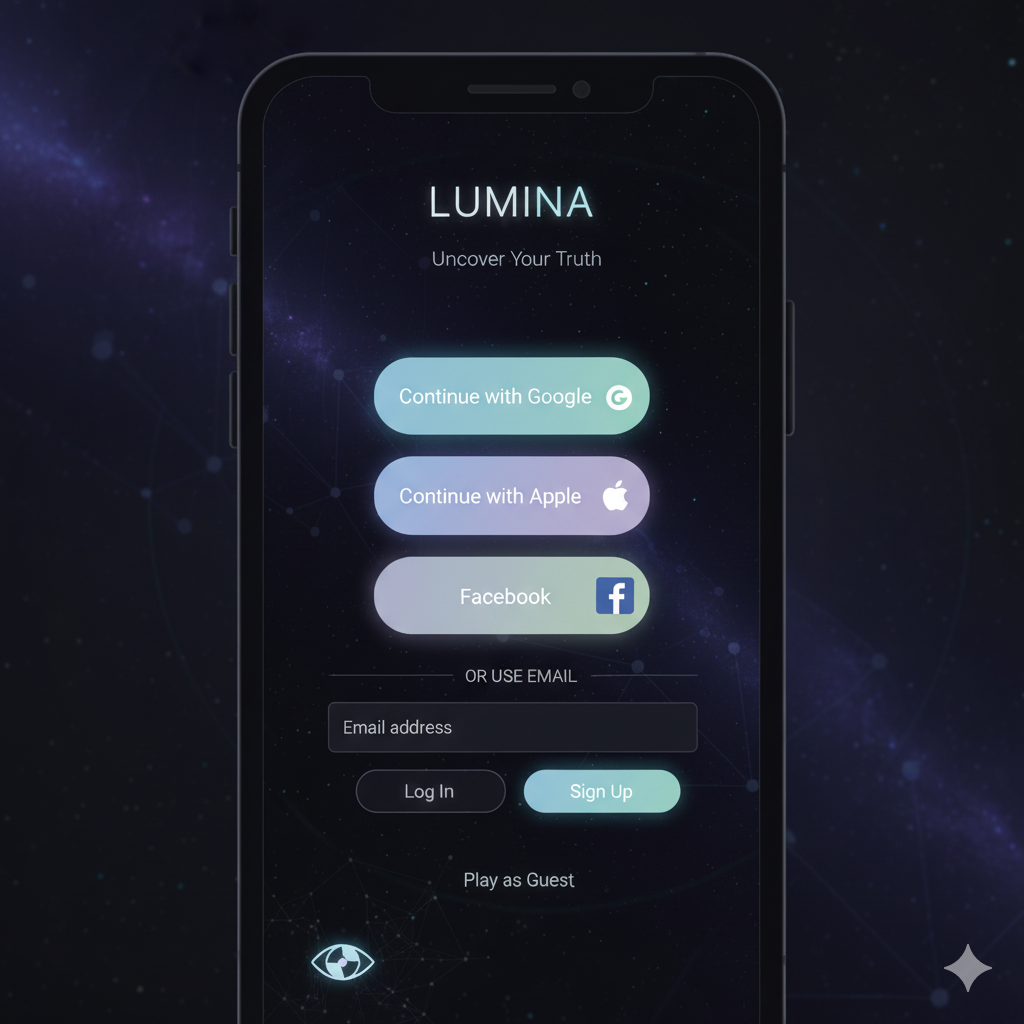 LUMINA
Uncover Your Truth
Continue with Google
Continue with Apple
Facebook
OR USE EMAIL
Email address
Log In
Sign Up
Play as Guest